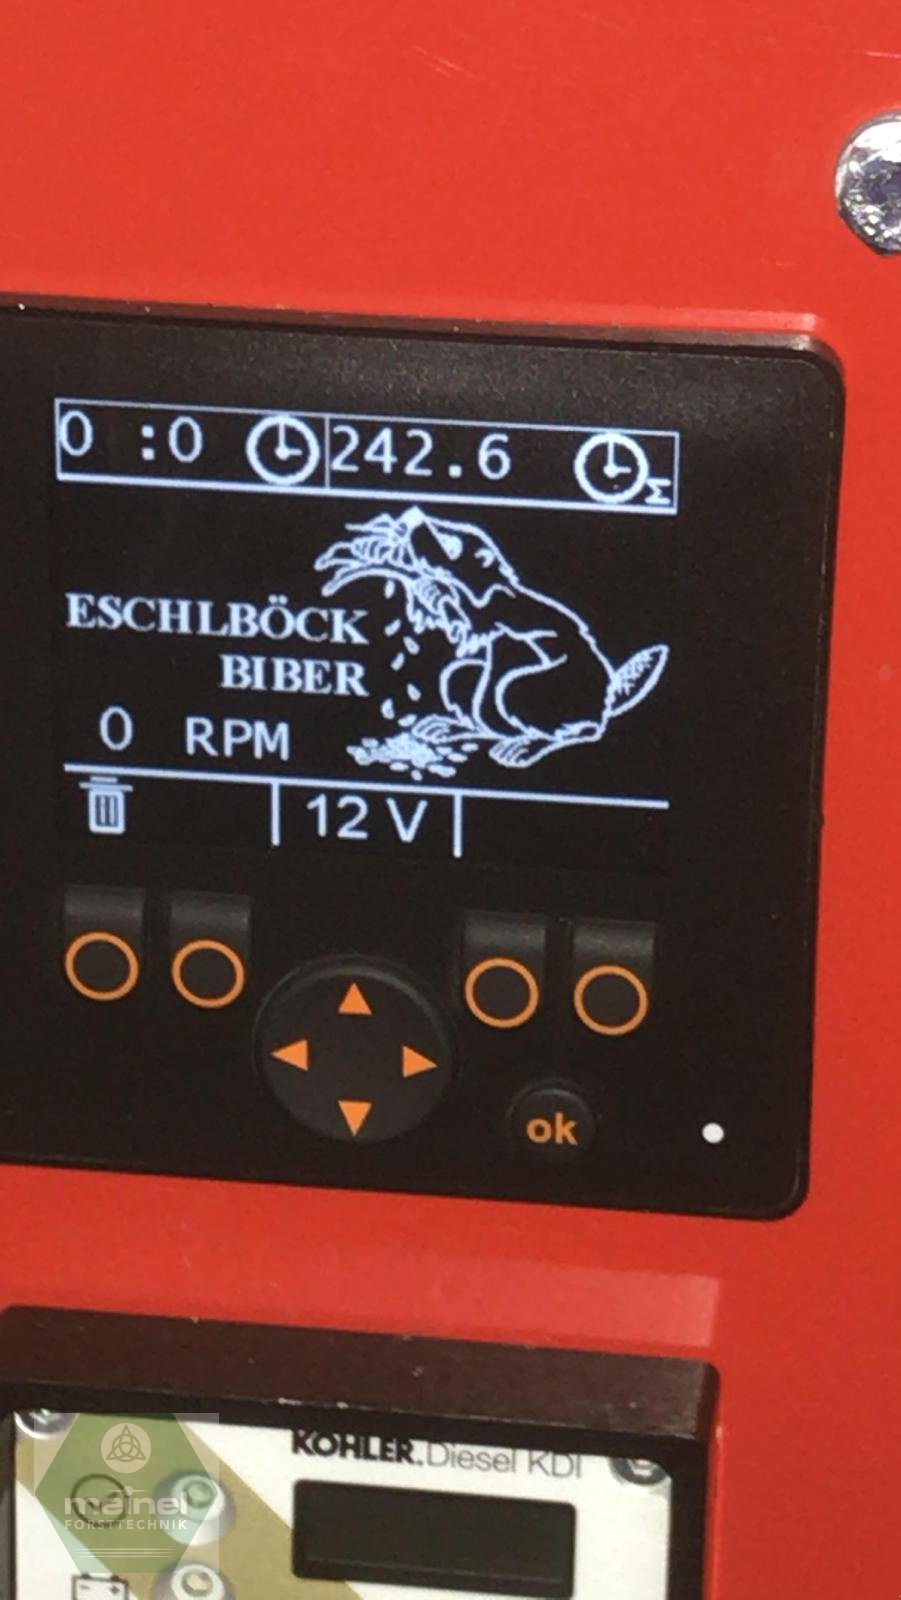 0 :0 242.6 Σ
ESCHLBÖCK
BIBER
0 RPM
12 V
ok
KOHLER. Diesel KDI
meinel
FORSTTECHNIK